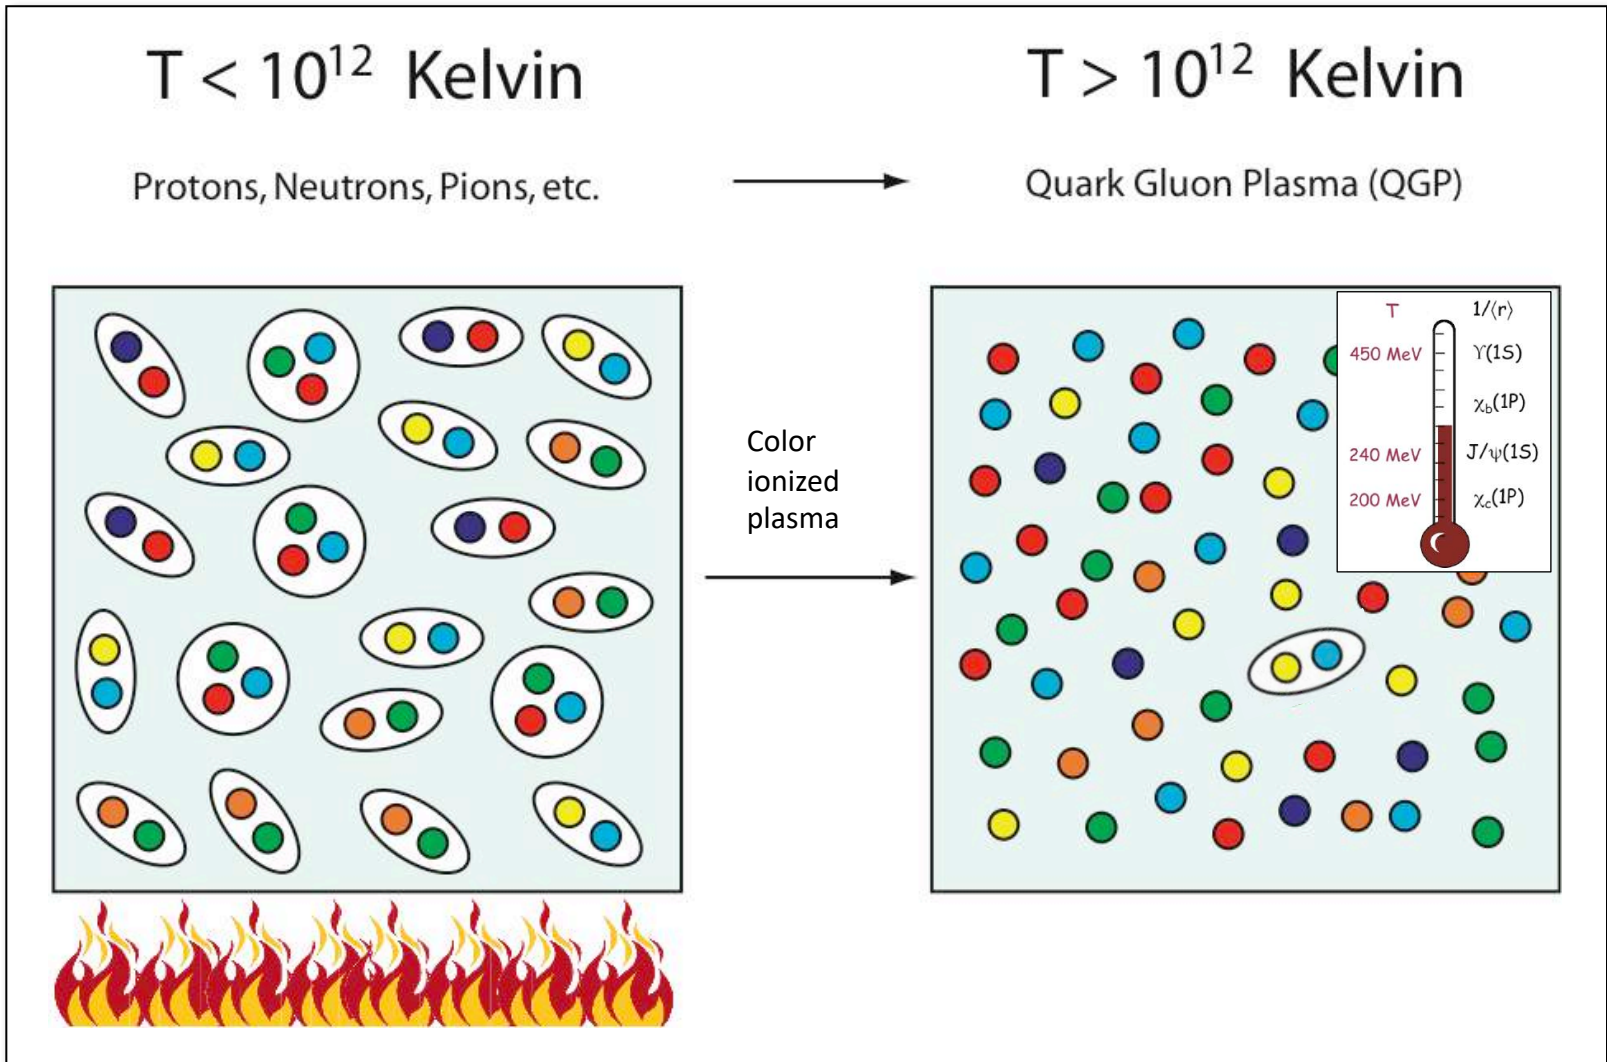 T < 10¹² Kelvin
T > 10¹² Kelvin
Protons, Neutrons, Pions, etc.
Quark Gluon Plasma (QGP)
Color
ionized
plasma
T 1/⟨r⟩
450 MeV ϒ(1S)
χb(1P)
240 MeV J/ψ(1S)
200 MeV χc(1P)